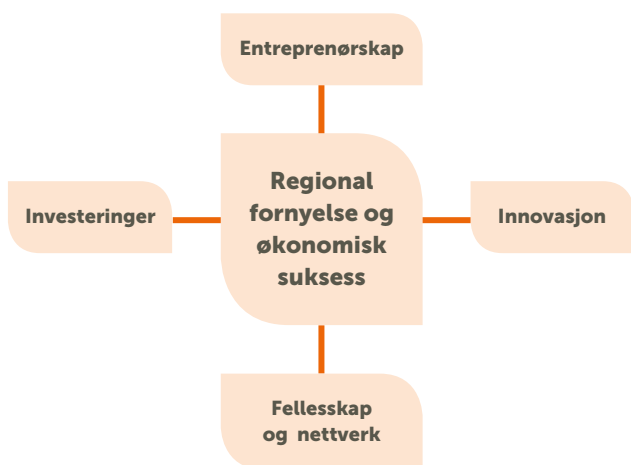 Entreprenørskap
Regional
fornyelse og
økonomisk
suksess
Investeringer
Innovasjon
Fellesskap
og nettverk